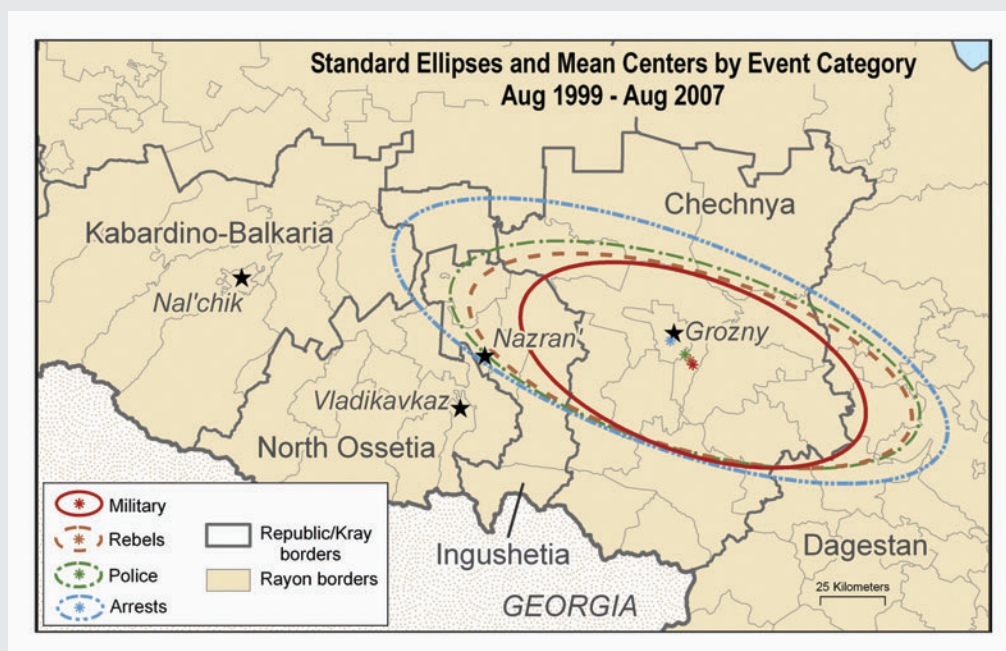 Standard Ellipses and Mean Centers by Event Category
Aug 1999 - Aug 2007
Chechnya
Kabardino-Balkaria
Nal'chik
Grozny
Nazran
Vladikavkaz
North Ossetia
Military
Rebels
Police
Arrests
Republic/Kray
borders
Rayon borders
Ingushetia
Dagestan
25 Kilometers
GEORGIA